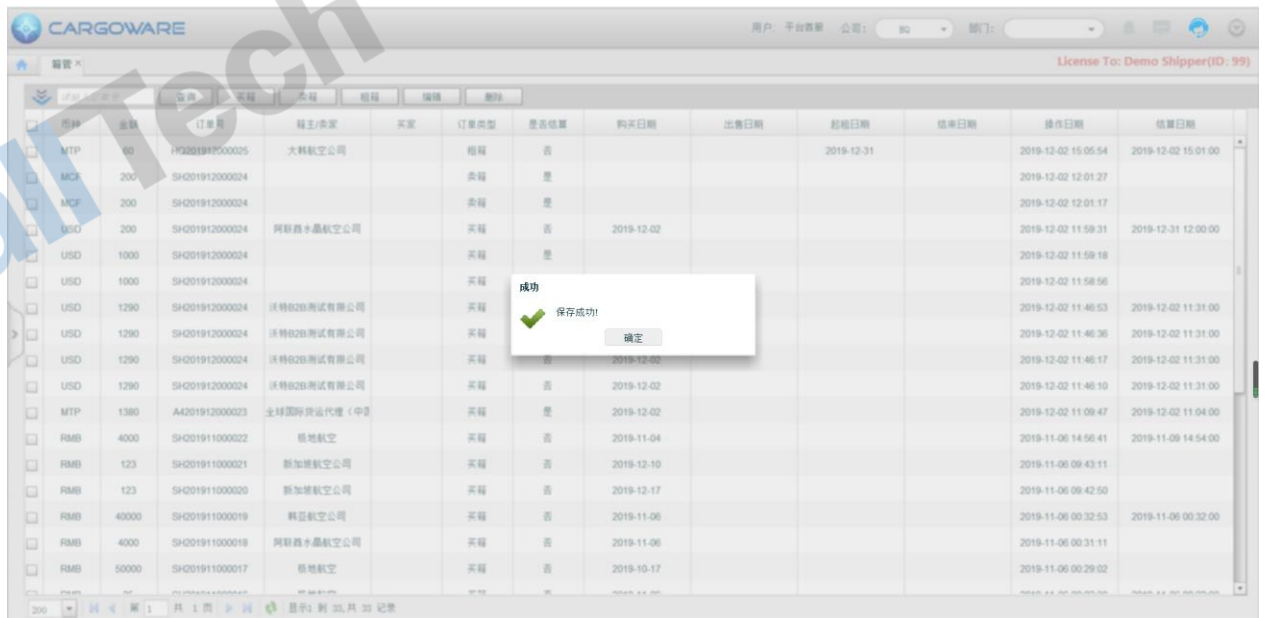 CARGOWARE 用户: 平台客服 公司: BQ 部门:
箱管 × License To: Demo Shipper(ID: 99)
查询 买箱 卖箱 租箱 编辑 删除
币种 金额 订单号 箱主/卖家 买家 订单类型 是否结算 购买日期 出售日期 起租日期 结束日期 操作日期 结算日期
MTP 60 HQ201912000025 大韩航空公司 租箱 否 2019-12-31 2019-12-02 15:05:54 2019-12-02 15:01:00
MCF 200 SH201912000024 卖箱 是 2019-12-02 12:01:27
MCF 200 SH201912000024 卖箱 是 2019-12-02 12:01:17
USD 200 SH201912000024 阿联酋水晶航空公司 买箱 否 2019-12-02 2019-12-02 11:59:31 2019-12-31 12:00:00
USD 1000 SH201912000024 买箱 是 2019-12-02 11:59:18
USD 1000 SH201912000024 买箱 2019-12-02 11:58:56
成功
USD 1290 SH201912000024 沃特B2B测试有限公司 买箱 2019-12-02 11:46:53 2019-12-02 11:31:00
保存成功!
USD 1290 SH201912000024 沃特B2B测试有限公司 买箱 2019-12-02 11:46:36 2019-12-02 11:31:00
确定
USD 1290 SH201912000024 沃特B2B测试有限公司 买箱 否 2019-12-02 2019-12-02 11:46:17 2019-12-02 11:31:00
USD 1290 SH201912000024 沃特B2B测试有限公司 买箱 否 2019-12-02 2019-12-02 11:46:10 2019-12-02 11:31:00
MTP 1380 A4201912000023 全球国际货运代理（中国 买箱 是 2019-12-02 2019-12-02 11:09:47 2019-12-02 11:04:00
RMB 4000 SH201911000022 极地航空 买箱 否 2019-11-04 2019-11-06 14:56:41 2019-11-09 14:54:00
RMB 123 SH201911000021 新加坡航空公司 买箱 否 2019-12-10 2019-11-06 09:43:11
RMB 123 SH201911000020 新加坡航空公司 买箱 否 2019-12-17 2019-11-06 09:42:50
RMB 40000 SH201911000019 韩亚航空公司 买箱 否 2019-11-06 2019-11-06 00:32:53 2019-11-06 00:32:00
RMB 4000 SH201911000018 阿联酋水晶航空公司 买箱 否 2019-11-06 2019-11-06 00:31:11
RMB 50000 SH201911000017 极地航空 买箱 否 2019-10-17 2019-11-06 00:29:02
200 第 1 共 1 页 显示1 到 33,共 33 记录